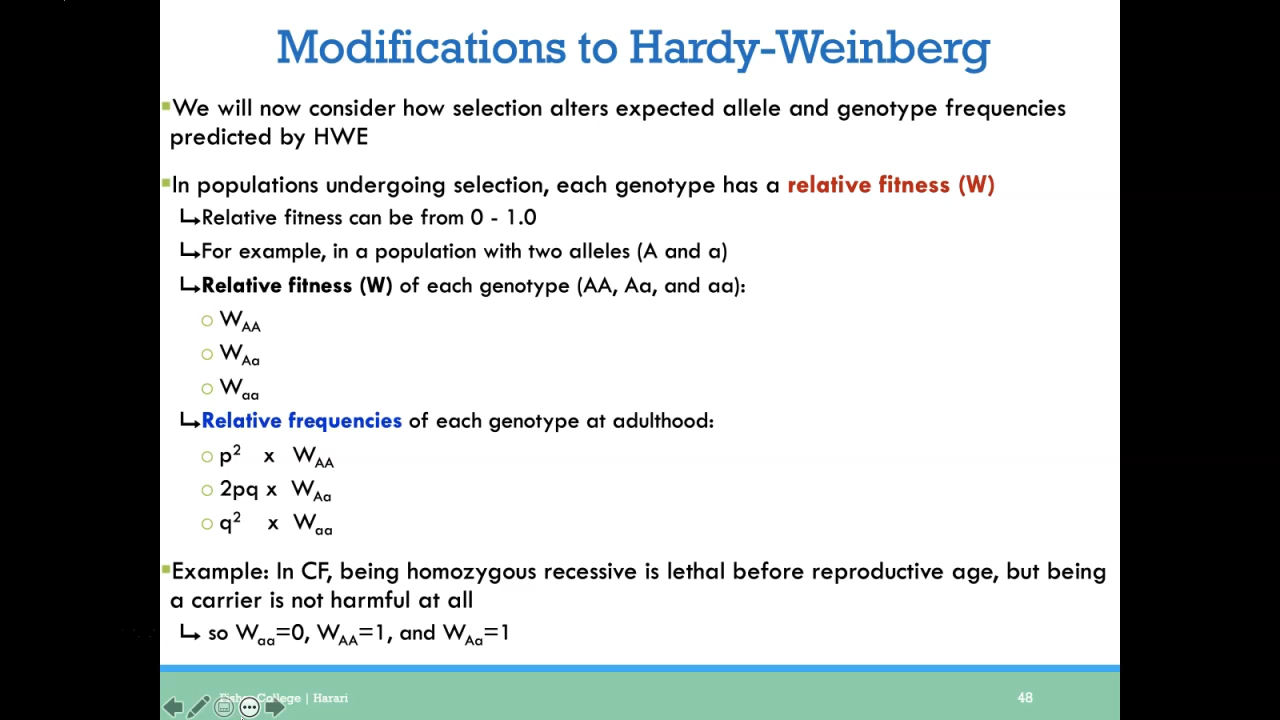 Modifications to Hardy-Weinberg
▪We will now consider how selection alters expected allele and genotype frequencies
predicted by HWE
▪In populations undergoing selection, each genotype has a relative fitness (W)
↳Relative fitness can be from 0 - 1.0
↳For example, in a population with two alleles (A and a)
↳Relative fitness (W) of each genotype (AA, Aa, and aa):
○ W_AA
○ W_Aa
○ W_aa
↳Relative frequencies of each genotype at adulthood:
○ p² x W_AA
○ 2pq x W_Aa
○ q² x W_aa
▪Example: In CF, being homozygous recessive is lethal before reproductive age, but being
a carrier is not harmful at all
↳ so W_aa=0, W_AA=1, and W_Aa=1
College | Harari
48